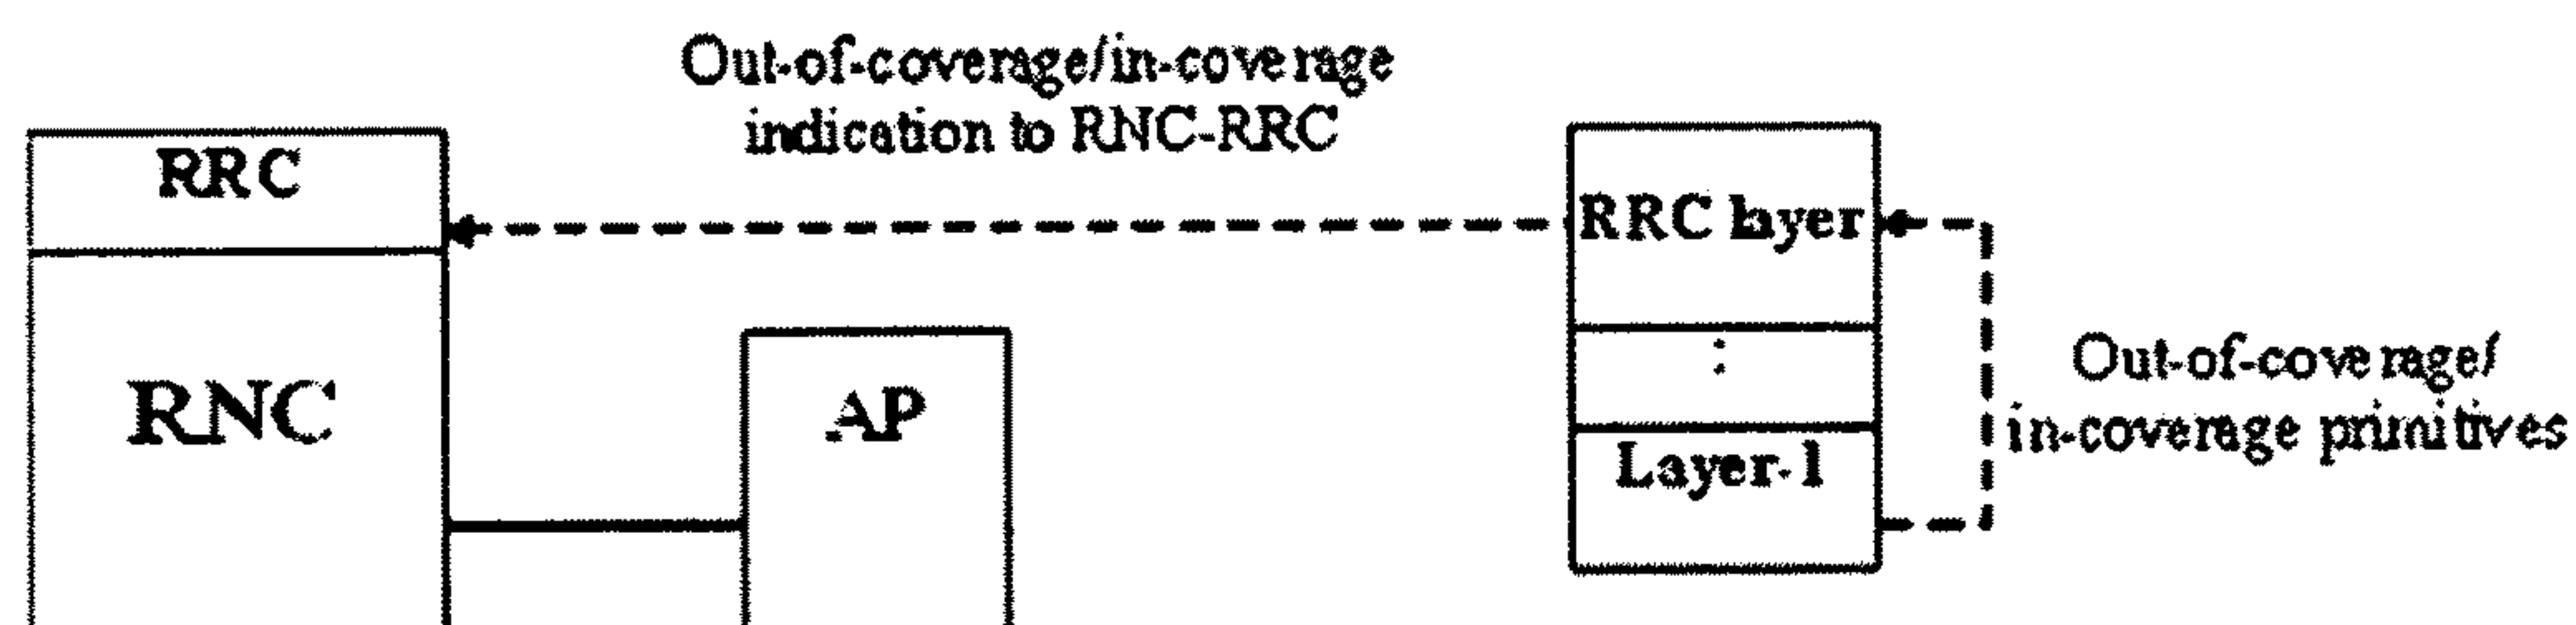 Out-of-coverage/in-coverage
indication to RNC-RRC
RRC
RRC layer
RNC
AP
:
Layer-1
Out-of-coverage/
in-coverage primitives